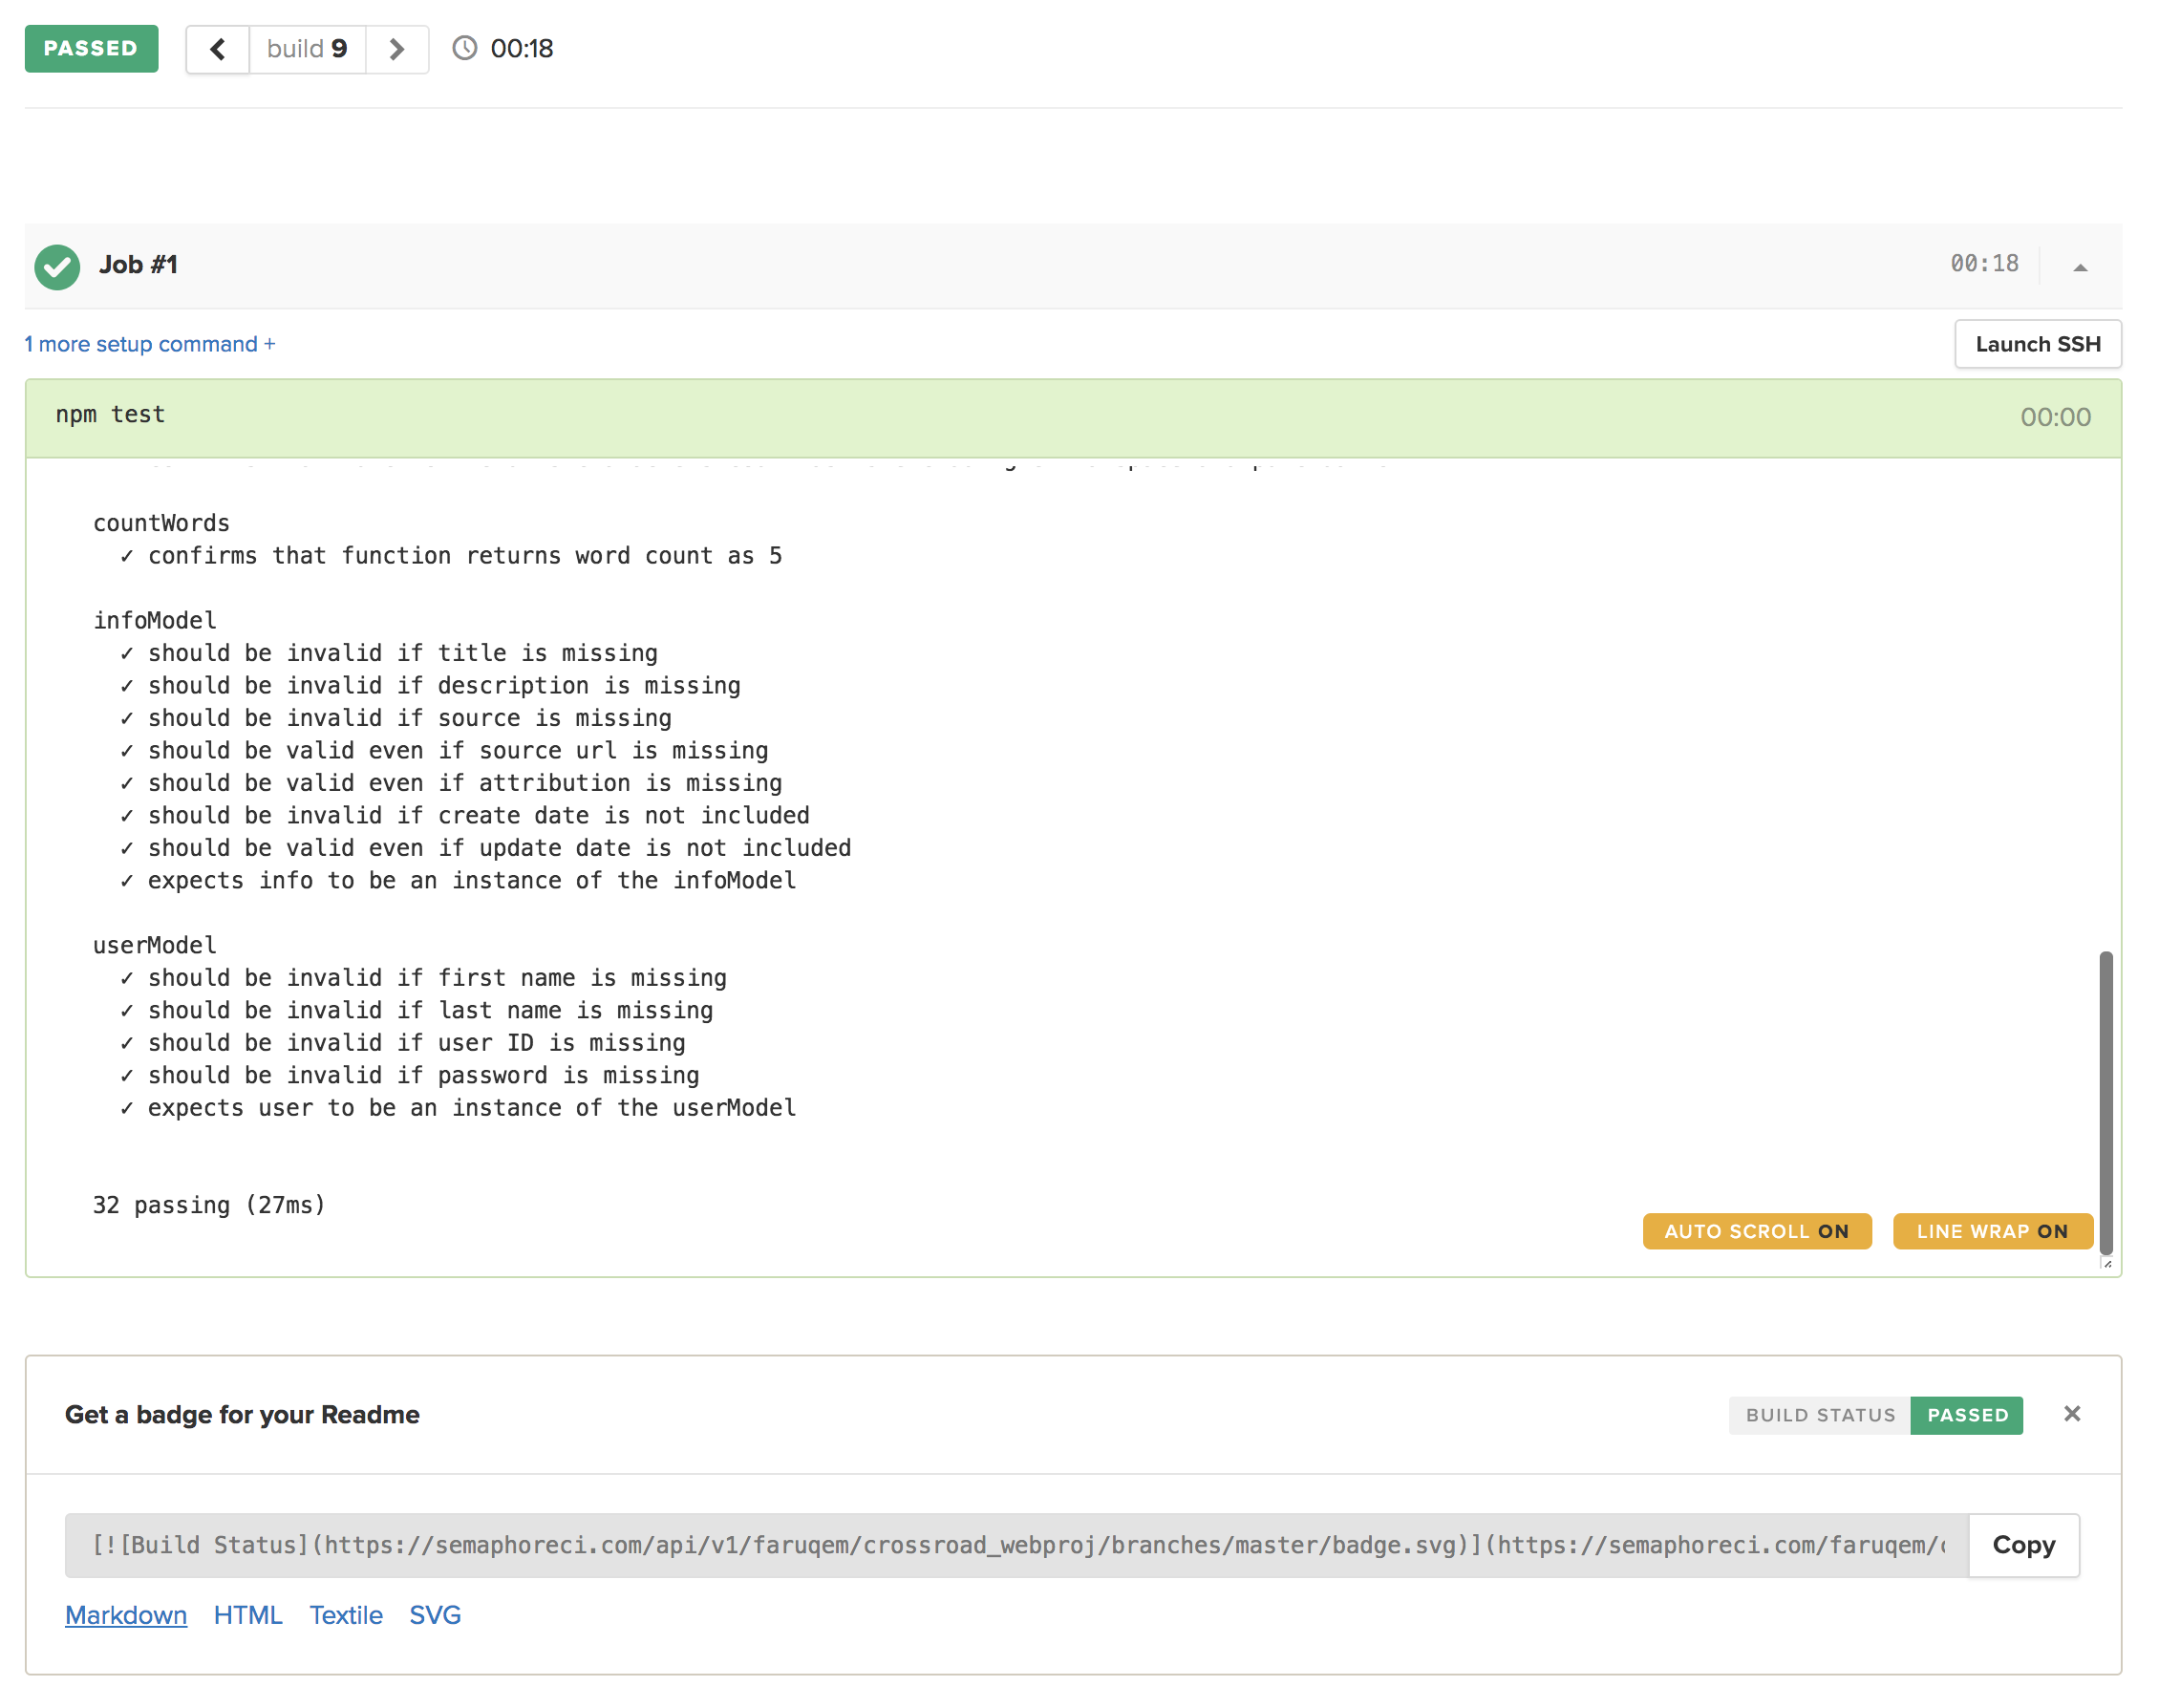 PASSED build 9 00:18
Job #1 00:18
1 more setup command + Launch SSH
npm test 00:00
countWords
✓ confirms that function returns word count as 5
infoModel
✓ should be invalid if title is missing
✓ should be invalid if description is missing
✓ should be invalid if source is missing
✓ should be valid even if source url is missing
✓ should be valid even if attribution is missing
✓ should be invalid if create date is not included
✓ should be valid even if update date is not included
✓ expects info to be an instance of the infoModel
userModel
✓ should be invalid if first name is missing
✓ should be invalid if last name is missing
✓ should be invalid if user ID is missing
✓ should be invalid if password is missing
✓ expects user to be an instance of the userModel
32 passing (27ms)
AUTO SCROLL ON LINE WRAP ON
Get a badge for your Readme BUILD STATUS PASSED
[![Build Status](https://semaphoreci.com/api/v1/faruqem/crossroad_webproj/branches/master/badge.svg)](https://semaphoreci.com/faruqem/ Copy
Markdown HTML Textile SVG